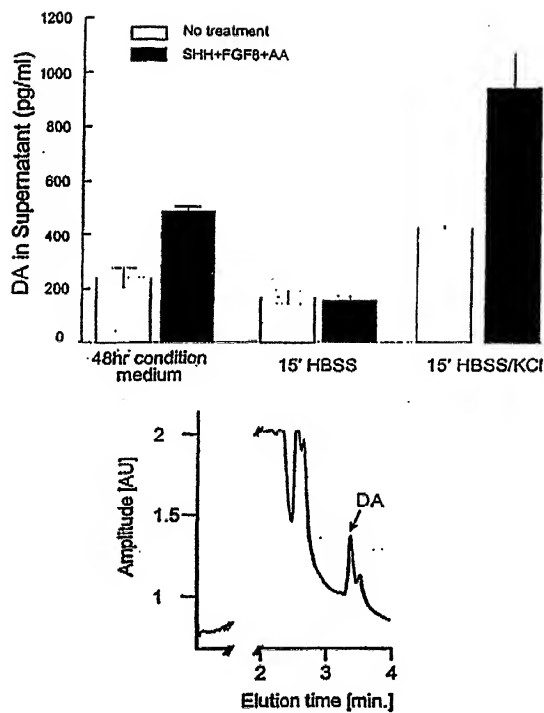 1200
1000
800
600
400
200
0
DA in Supernatant (pg/ml)
No treatment
SHH+FGF8+AA
48hr condition
medium
15' HBSS
15' HBSS/KCl
2
1.5
1
Amplitude [AU]
DA
2 3 4
Elution time [min.]